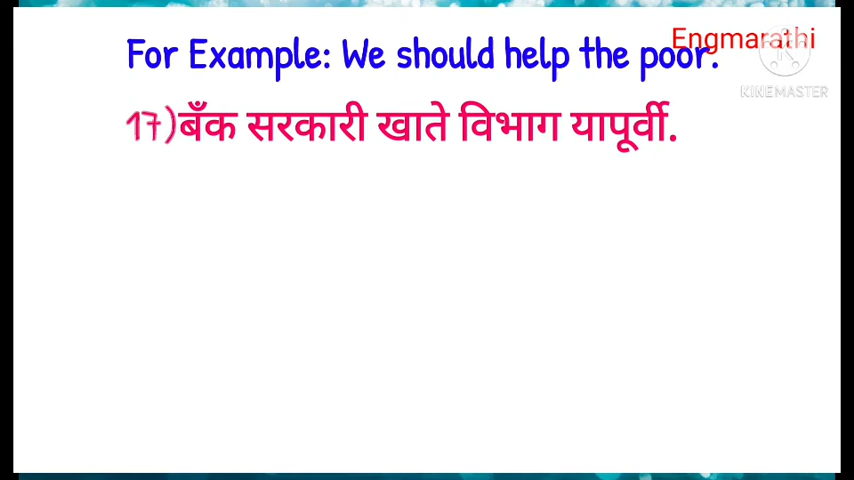 Engmarathi
For Example: We should help the poor.
KINEMASTER
17)बँक सरकारी खाते विभाग यापूर्वी.